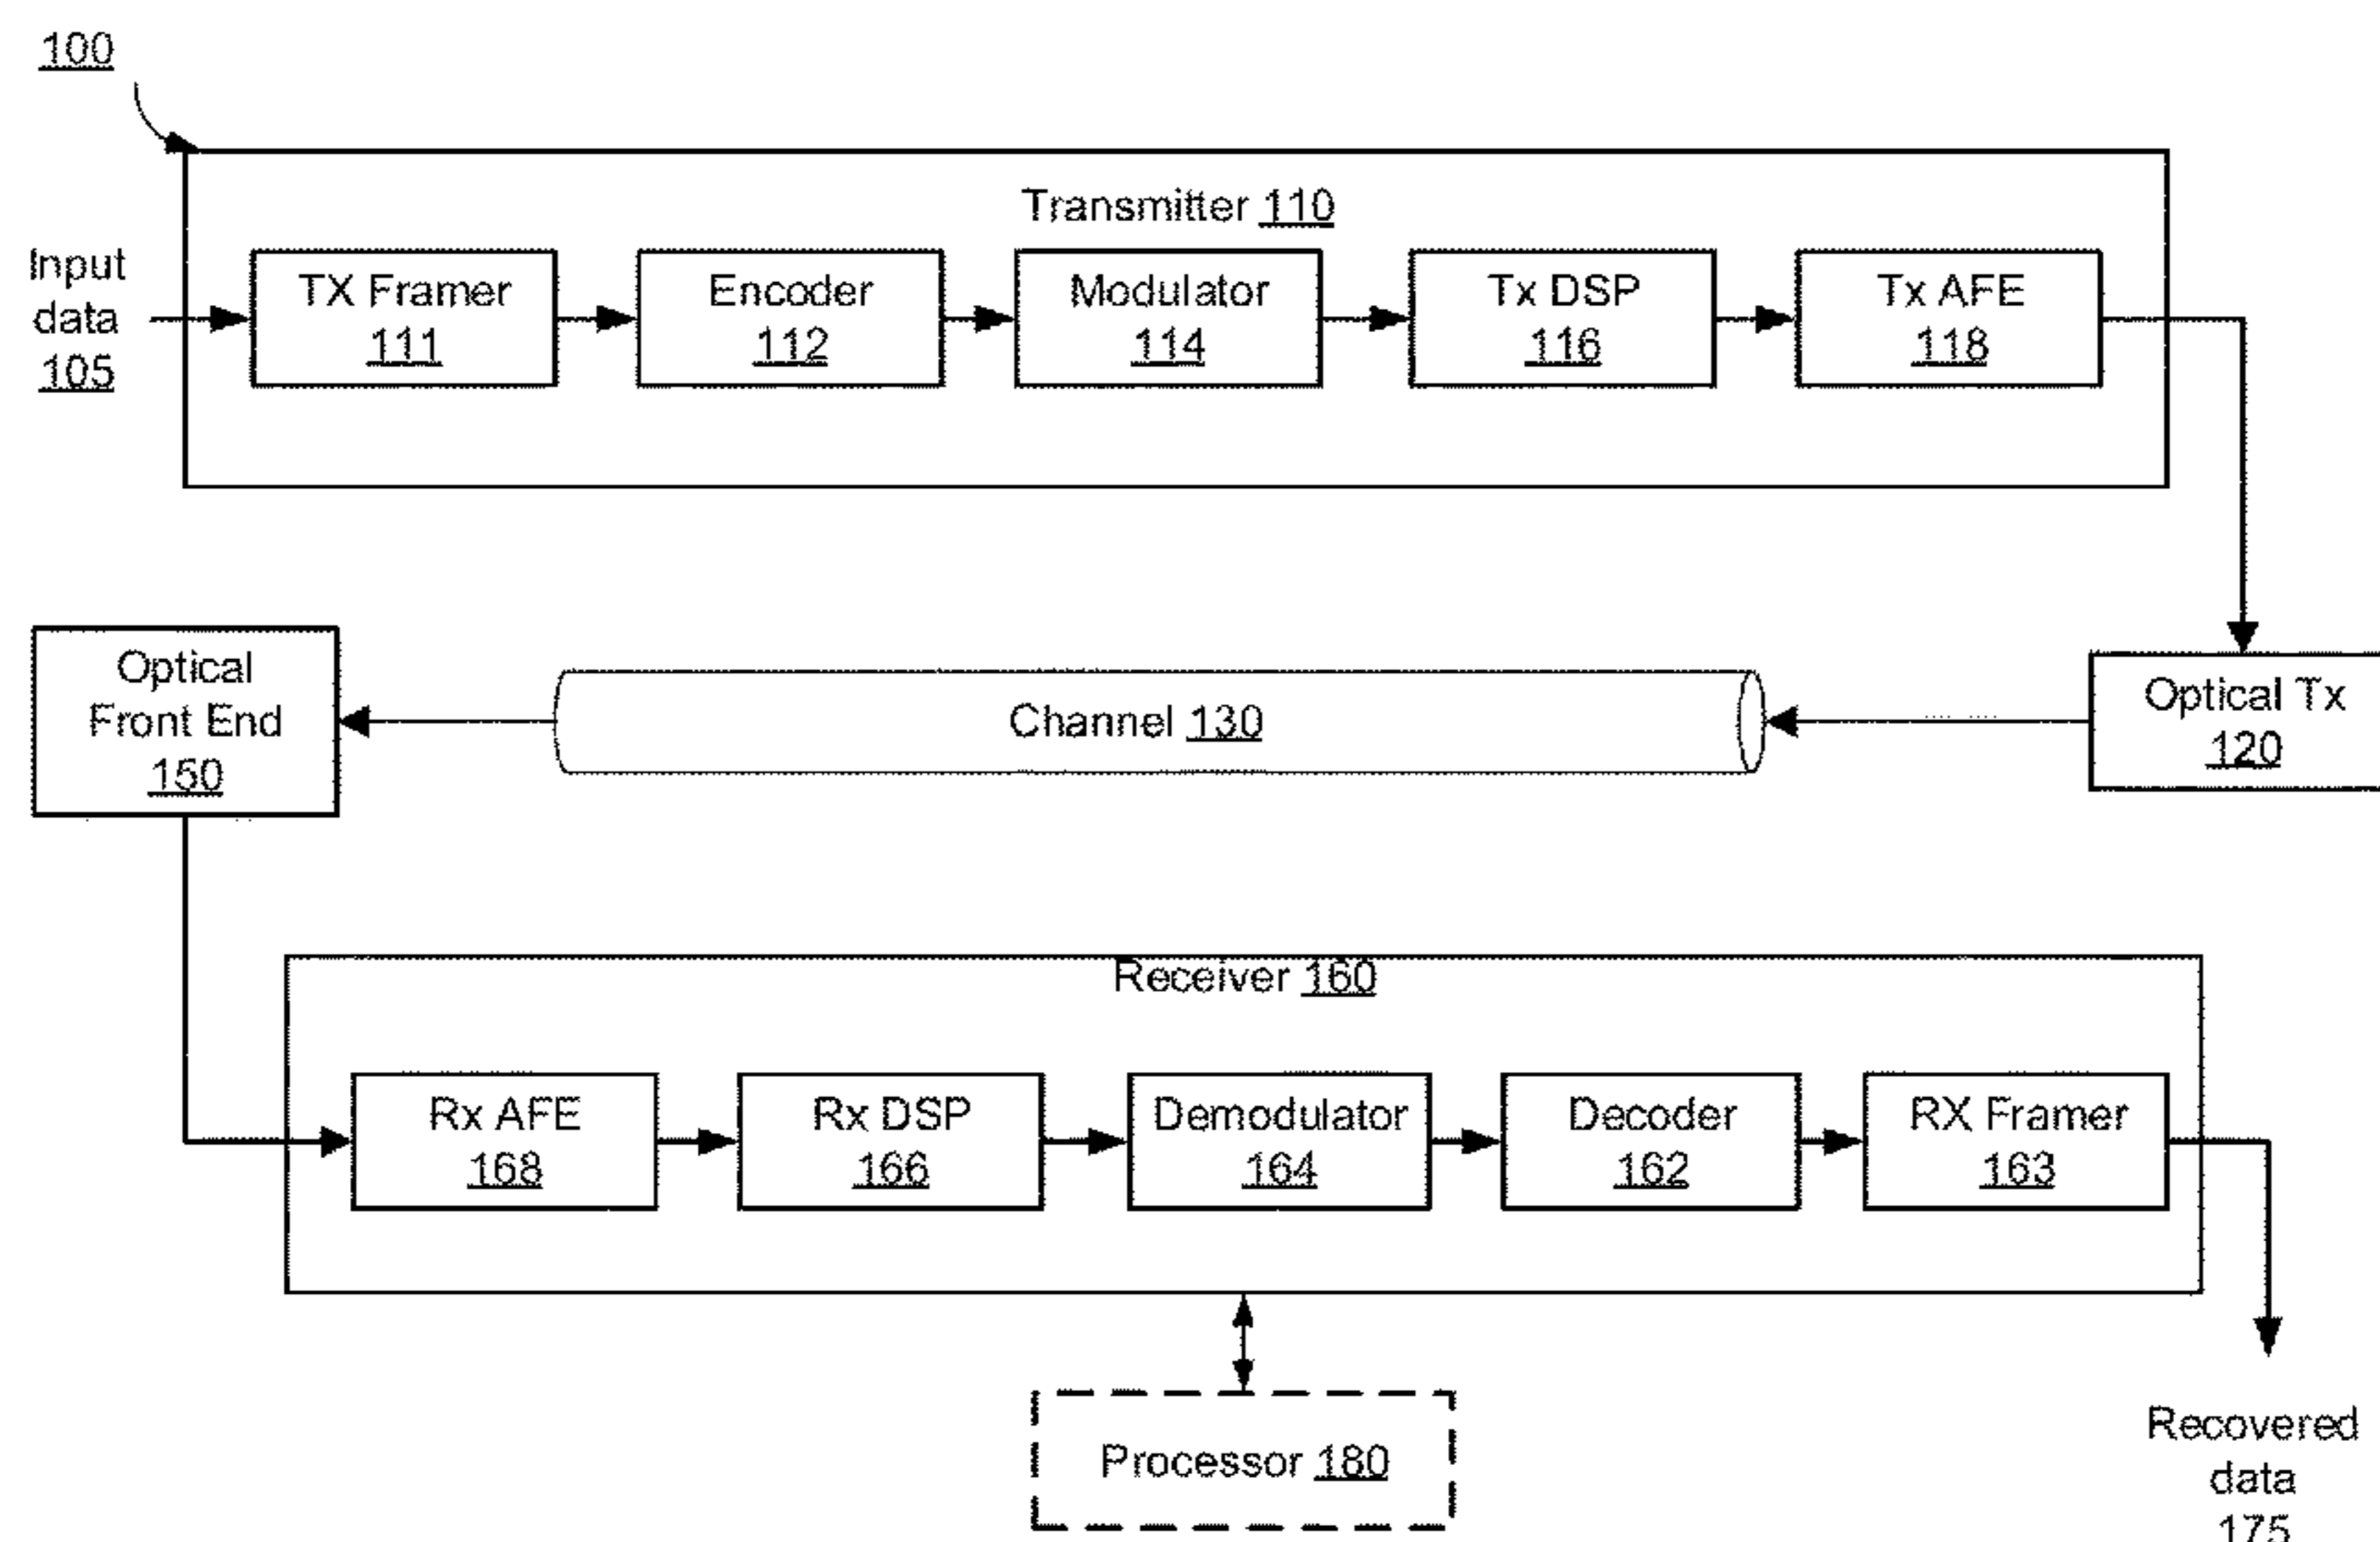 100
Transmitter 110
Input
data
105
TX Framer
111
Encoder
112
Modulator
114
Tx DSP
116
Tx AFE
118
Optical
Front End
150
Channel 130
Optical Tx
120
Receiver 160
Rx AFE
168
Rx DSP
166
Demodulator
164
Decoder
162
RX Framer
163
Processor 180
Recovered
data
175